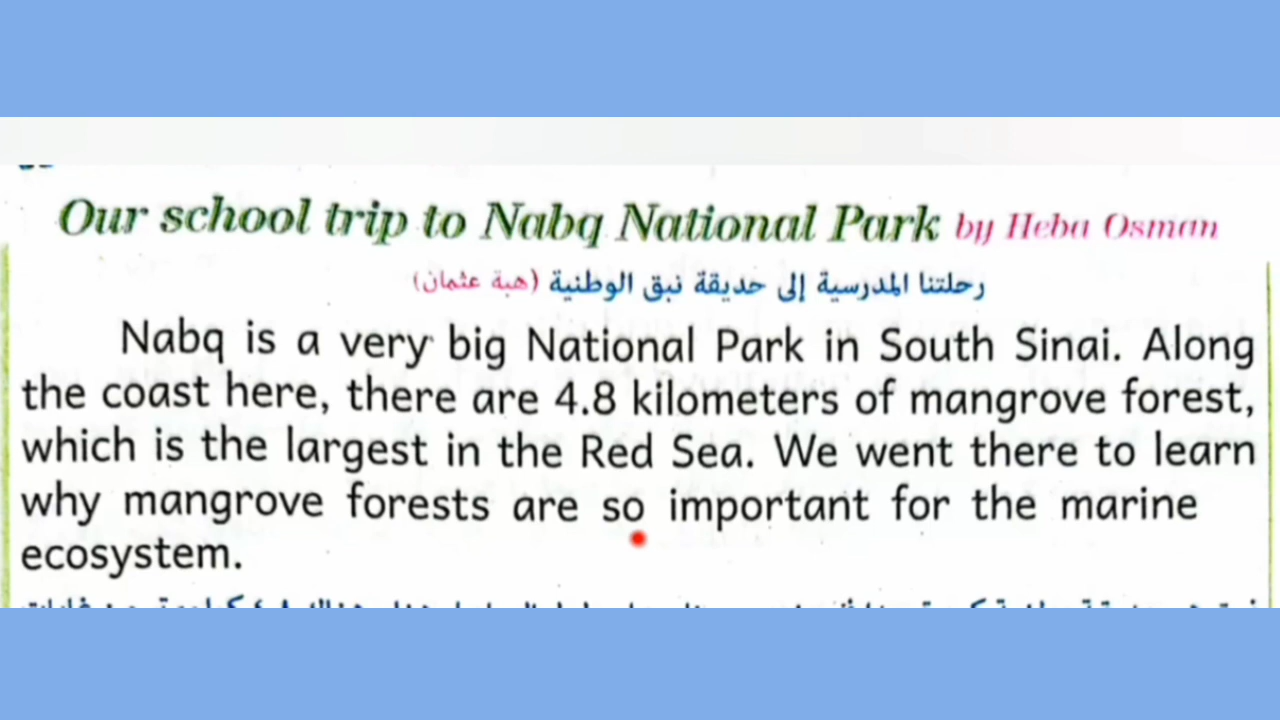 Our school trip to Nabq National Park by Heba Osman
رحلتنا المدرسية إلى حديقة نبق الوطنية (هبة عثمان)
Nabq is a very big National Park in South Sinai. Along
the coast here, there are 4.8 kilometers of mangrove forest,
which is the largest in the Red Sea. We went there to learn
why mangrove forests are so important for the marine
ecosystem.